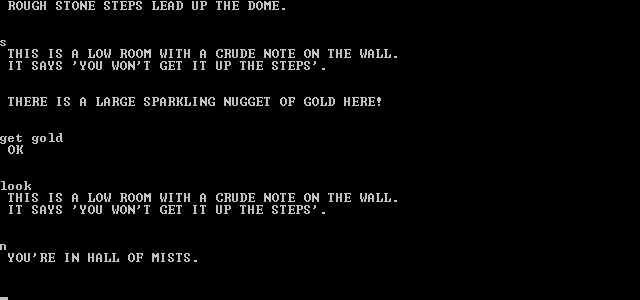 ROUGH STONE STEPS LEAD UP THE DOME.
s
THIS IS A LOW ROOM WITH A CRUDE NOTE ON THE WALL.
IT SAYS 'YOU WON'T GET IT UP THE STEPS'.
THERE IS A LARGE SPARKLING NUGGET OF GOLD HERE!
get gold
OK
look
THIS IS A LOW ROOM WITH A CRUDE NOTE ON THE WALL.
IT SAYS 'YOU WON'T GET IT UP THE STEPS'.
n
YOU'RE IN HALL OF MISTS.